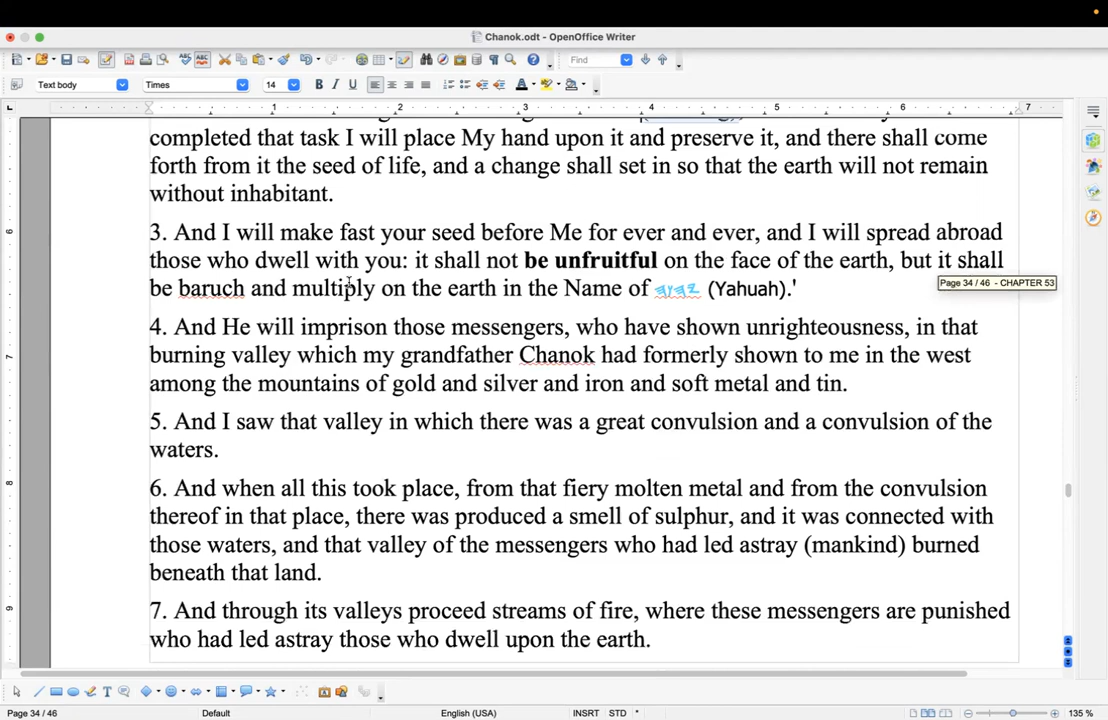 Chanok.odt - OpenOffice Writer
Find
Text body
Times
14
1 2 3 4 5 6 7
completed that task I will place My hand upon it and preserve it, and there shall come
forth from it the seed of life, and a change shall set in so that the earth will not remain
without inhabitant.
3. And I will make fast your seed before Me for ever and ever, and I will spread abroad
those who dwell with you: it shall not be unfruitful on the face of the earth, but it shall
be baruch and multiply on the earth in the Name of 𐤉𐤄𐤅𐤄 (Yahuah).'
Page 34 / 46 - CHAPTER 53
4. And He will imprison those messengers, who have shown unrighteousness, in that
burning valley which my grandfather Chanok had formerly shown to me in the west
among the mountains of gold and silver and iron and soft metal and tin.
5. And I saw that valley in which there was a great convulsion and a convulsion of the
waters.
6. And when all this took place, from that fiery molten metal and from the convulsion
thereof in that place, there was produced a smell of sulphur, and it was connected with
those waters, and that valley of the messengers who had led astray (mankind) burned
beneath that land.
7. And through its valleys proceed streams of fire, where these messengers are punished
who had led astray those who dwell upon the earth.
6
7
8
9
Page 34 / 46
Default
English (USA)
INSRT
STD
*
135 %